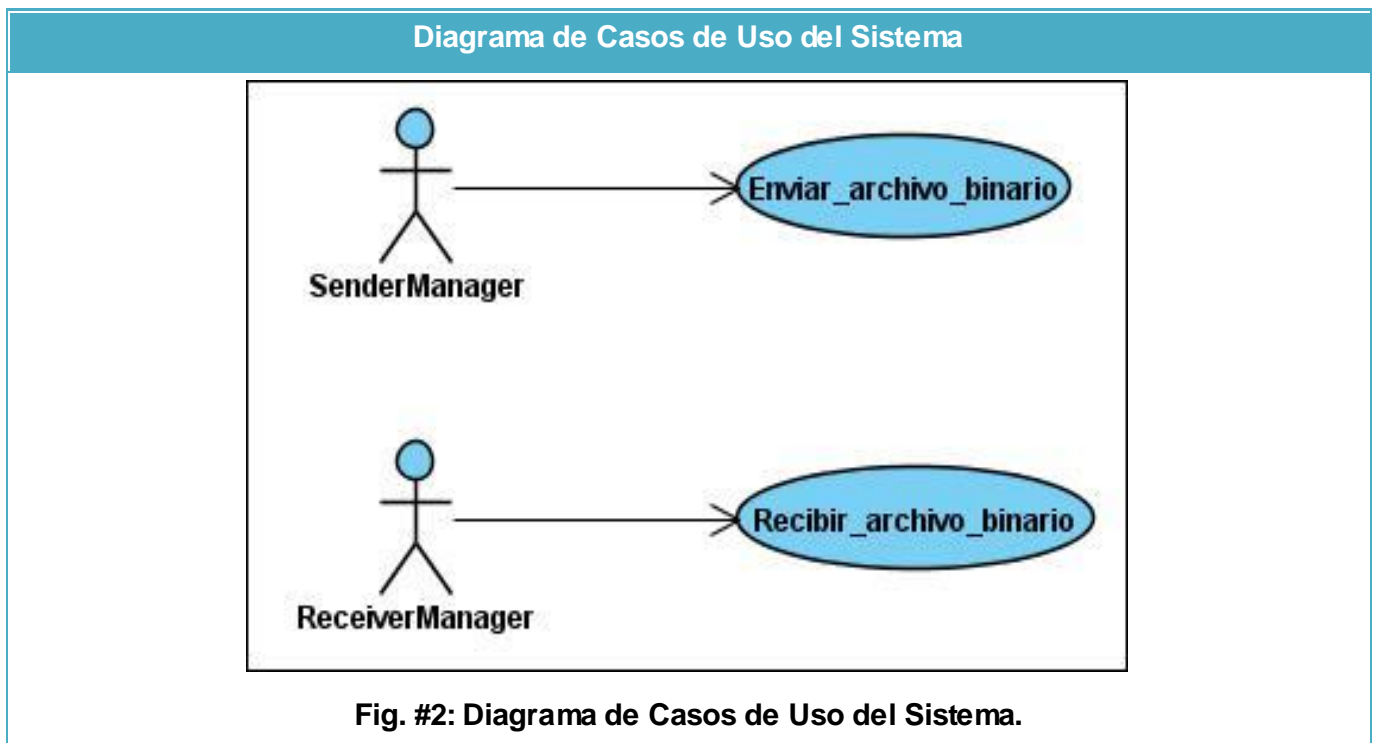 Diagrama de Casos de Uso del Sistema
Enviar_archivo_binario
SenderManager
Recibir_archivo_binario
ReceiverManager
Fig. #2: Diagrama de Casos de Uso del Sistema.